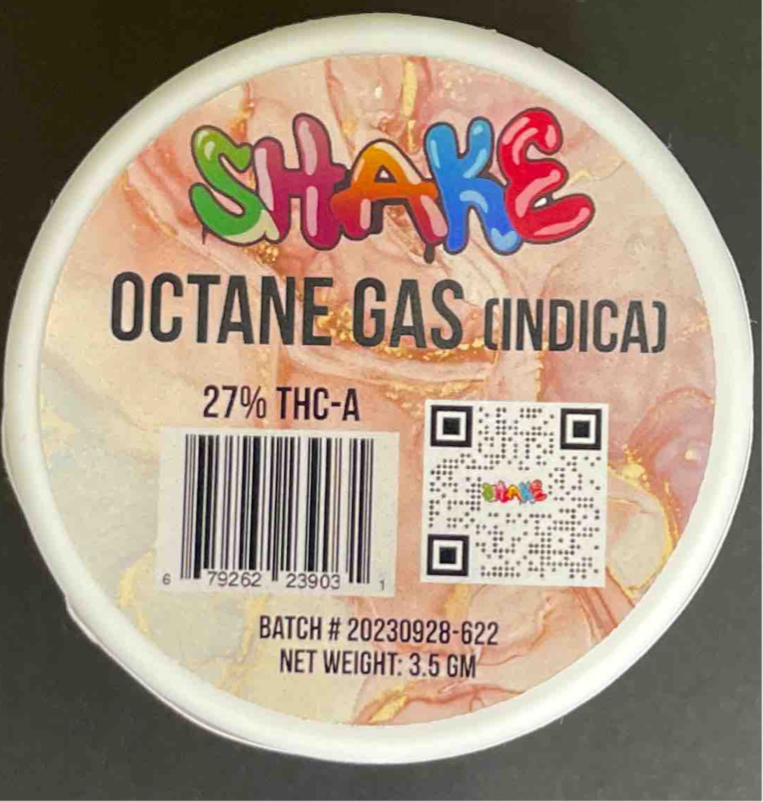 SHAKE
OCTANE GAS (INDICA)
27% THC-A
SHAKE
6 79262 23903 1
BATCH # 20230928-622
NET WEIGHT: 3.5 GM